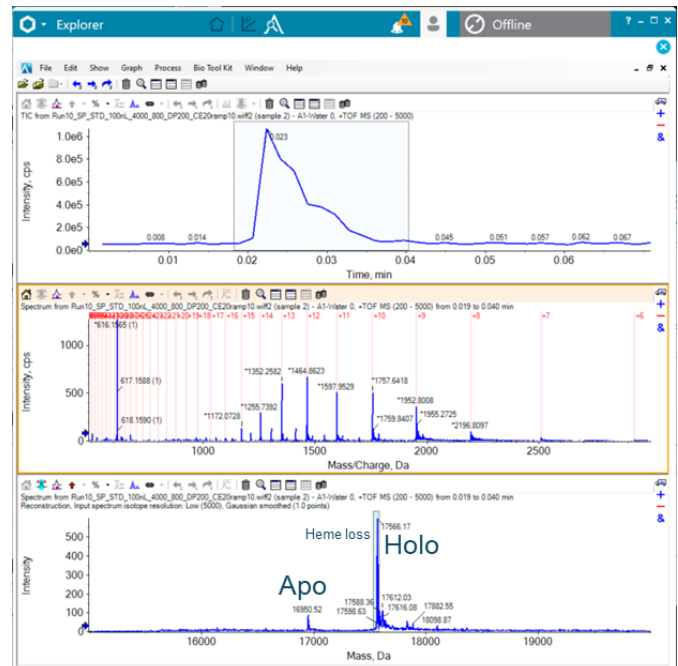 Explorer
Offline
10
? - □ ×
File Edit Show Graph Process Bio Tool Kit Window Help
TIC from Run10_SP_STD_100nL_4000_800_DP200_CE20ramp10.wiff2 (sample 2) - A1-Water 0, +TOF MS (200 - 5000)
Intensity, cps
1.0e6
8.0e5
6.0e5
4.0e5
2.0e5
0.0e0
0.023
0.008 0.014 0.045 0.051 0.057 0.062 0.067
0.01 0.02 0.03 0.04 0.05 0.06
Time, min
Spectrum from Run10_SP_STD_100nL_4000_800_DP200_CE20ramp10.wiff2 (sample 2) - A1-Water 0, +TOF MS (200 - 5000) from 0.019 to 0.040 min
+20 +19 +18 +17 +16 +15 +14 +13 +12 +11 +10 +9 +8 +7 +6
Intensity, cps
1000
500
0
*616.1565 (1)
617.1588 (1)
618.1590 (1)
*1172.0728
*1255.7392
*1352.2582
*1464.8623
*1597.9529
*1757.6418
*1759.8407
*1952.8008
*1955.2725
*2196.8097
1000 1500 2000 2500
Mass/Charge, Da
Spectrum from Run10_SP_STD_100nL_4000_800_DP200_CE20ramp10.wiff2 (sample 2) - A1-Water 0, +TOF MS (200 - 5000) from 0.019 to 0.040 min
Reconstruction, Input spectrum isotope resolution: Low (5000), Gaussian smoothed (1.0 points)
Intensity
500
400
300
200
100
0
Heme loss
17566.17
Holo
Apo
16950.52
17588.36
17598.63
17612.03
17616.08
17882.55
18098.87
16000 17000 18000 19000
Mass, Da